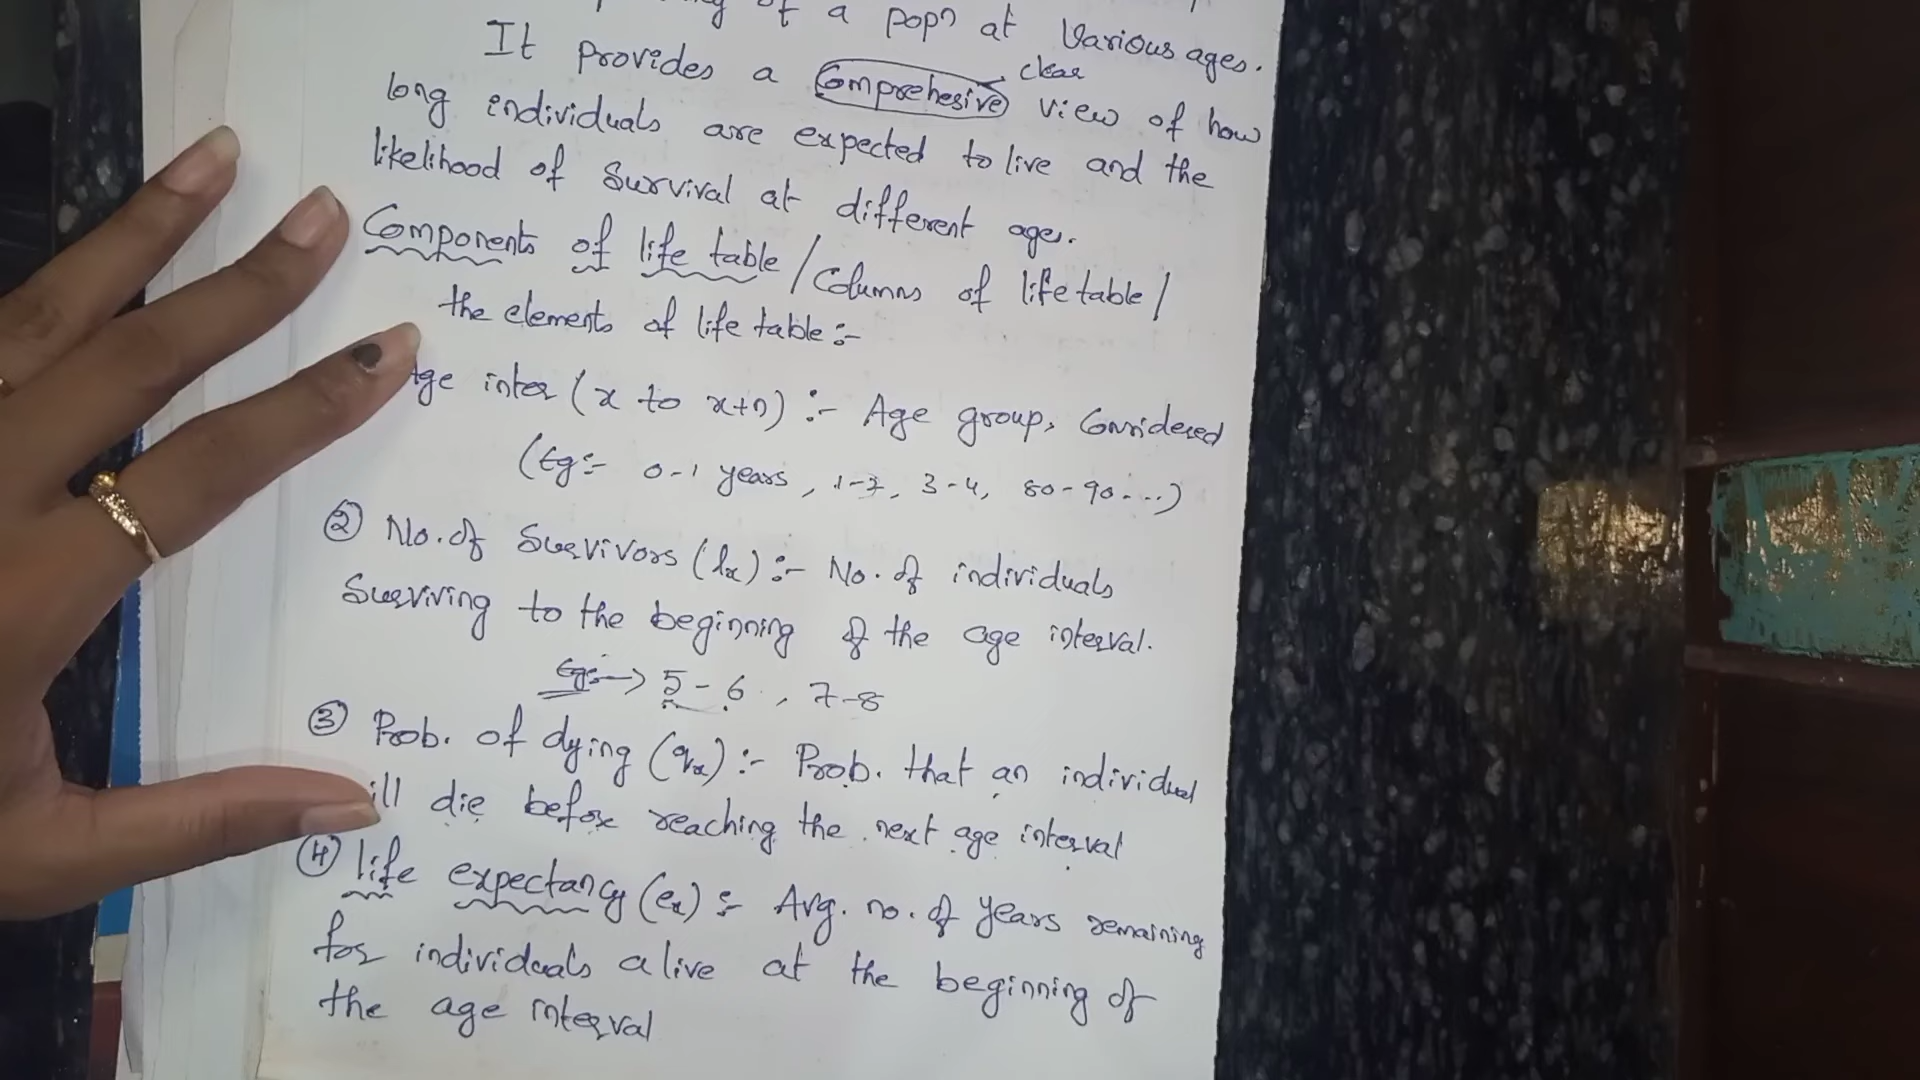 of a popn at Various ages.
It provides a Comprehesive clear view of how
long individuals are expected to live and the
likelihood of Survival at different ages.
Components of life table / Columns of life table /
the elements of life table :-
Age inter (x to x+n) :- Age group, Considered
(Eg:- 0-1 years, 1-2, 3-4, 80-90...)
② No. of Survivors (lx) :- No. of individuals
Surviving to the beginning of the age interval.
Eg:-> 5-6, 7-8
③ Prob. of dying (qx) :- Prob. that an individual
ill die before reaching the next age interval
④ life expectancy (ex) :- Avg. no. of years remaining
for individuals alive at the beginning of
the age interval